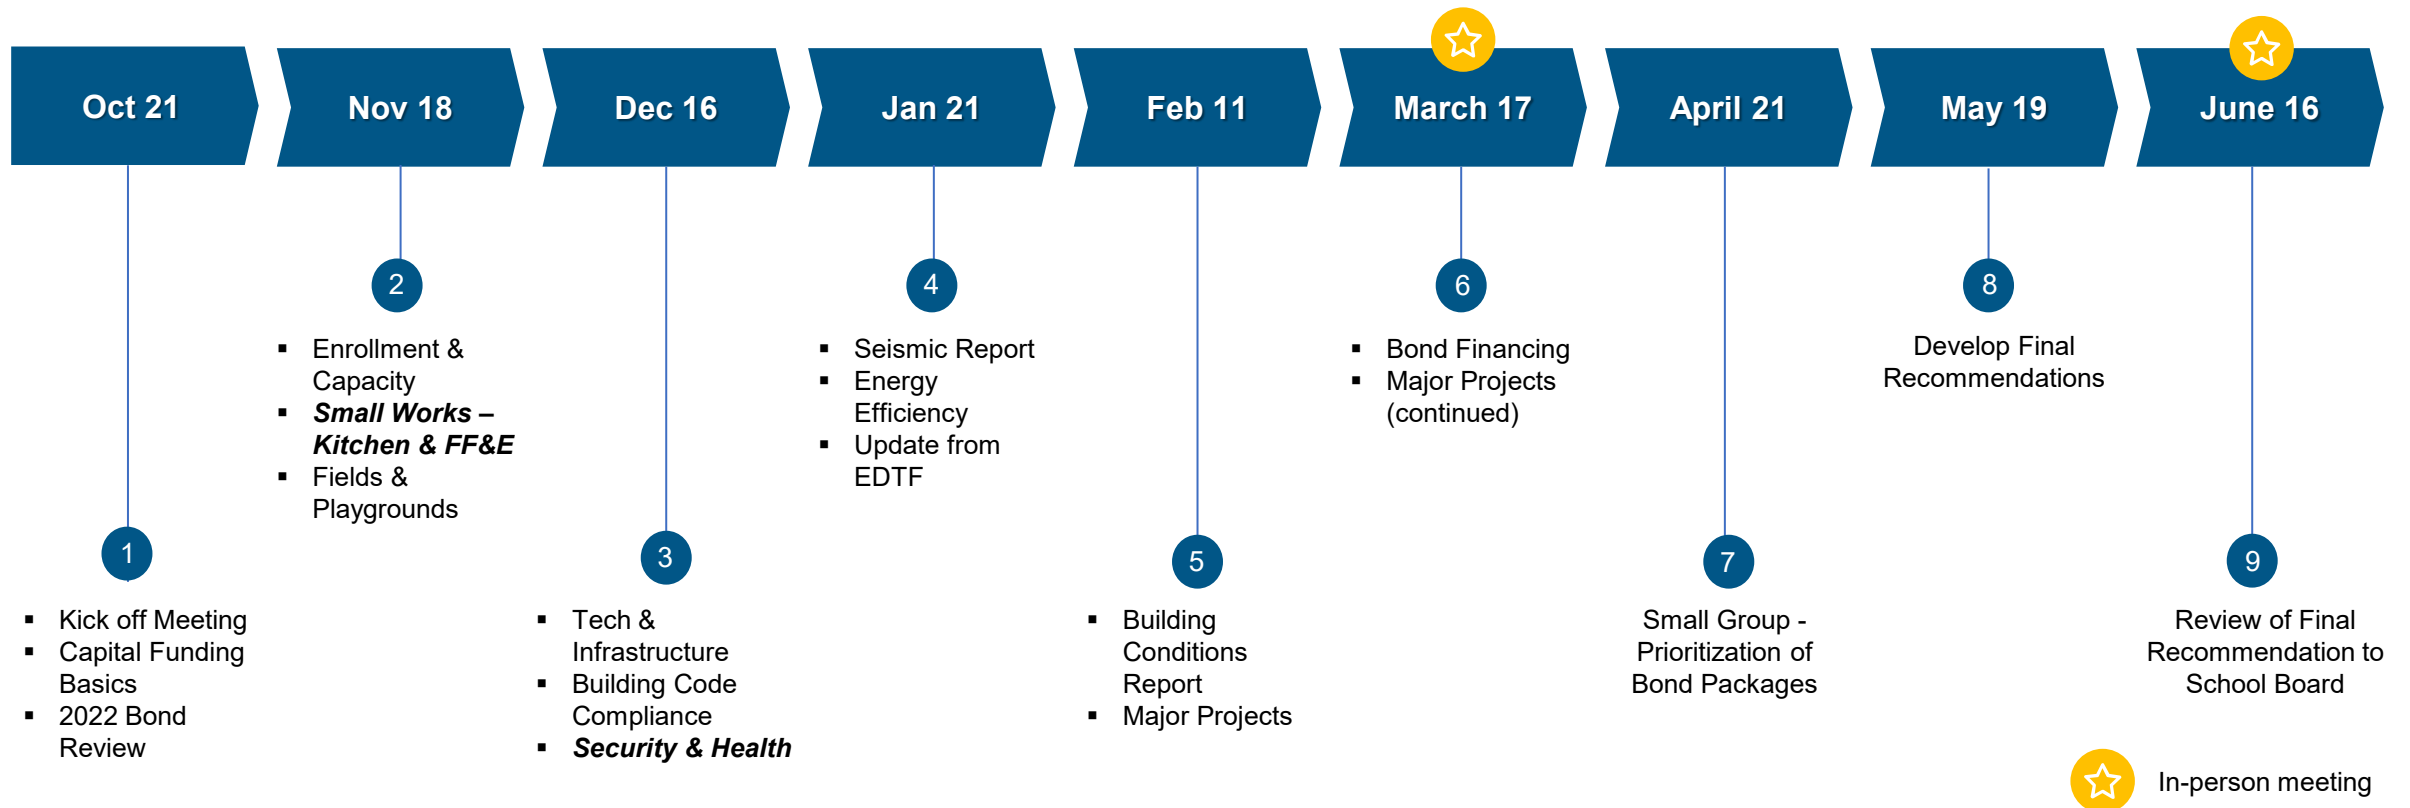 Oct 21
Nov 18
Dec 16
Jan 21
Feb 11
March 17
April 21
May 19
June 16
1
▪ Kick off Meeting
▪ Capital Funding
Basics
▪ 2022 Bond
Review
2
▪ Enrollment &
Capacity
▪ Small Works –
Kitchen & FF&E
▪ Fields &
Playgrounds
3
▪ Tech &
Infrastructure
▪ Building Code
Compliance
▪ Security & Health
4
▪ Seismic Report
▪ Energy
Efficiency
▪ Update from
EDTF
5
▪ Building
Conditions
Report
▪ Major Projects
6
▪ Bond Financing
▪ Major Projects
(continued)
7
Small Group -
Prioritization of
Bond Packages
8
Develop Final
Recommendations
9
Review of Final
Recommendation to
School Board
In-person meeting